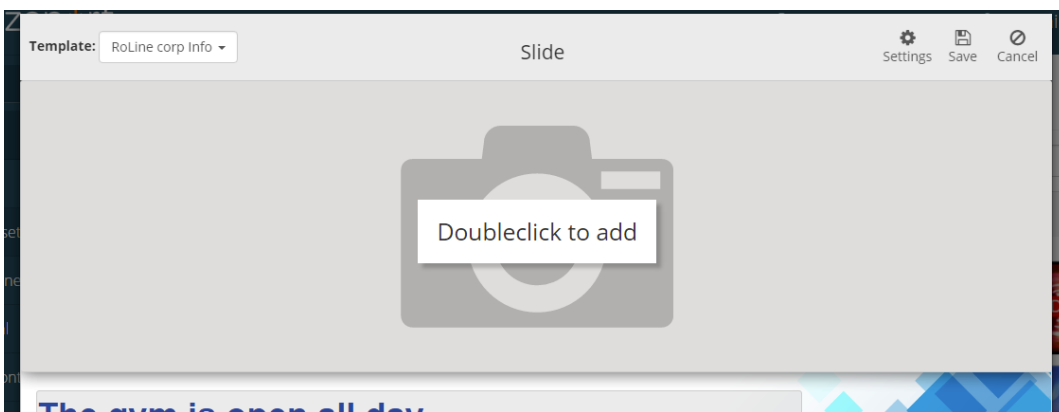 Template: RoLine corp Info
Slide
Settings Save Cancel
Doubleclick to add
The gym is open all day